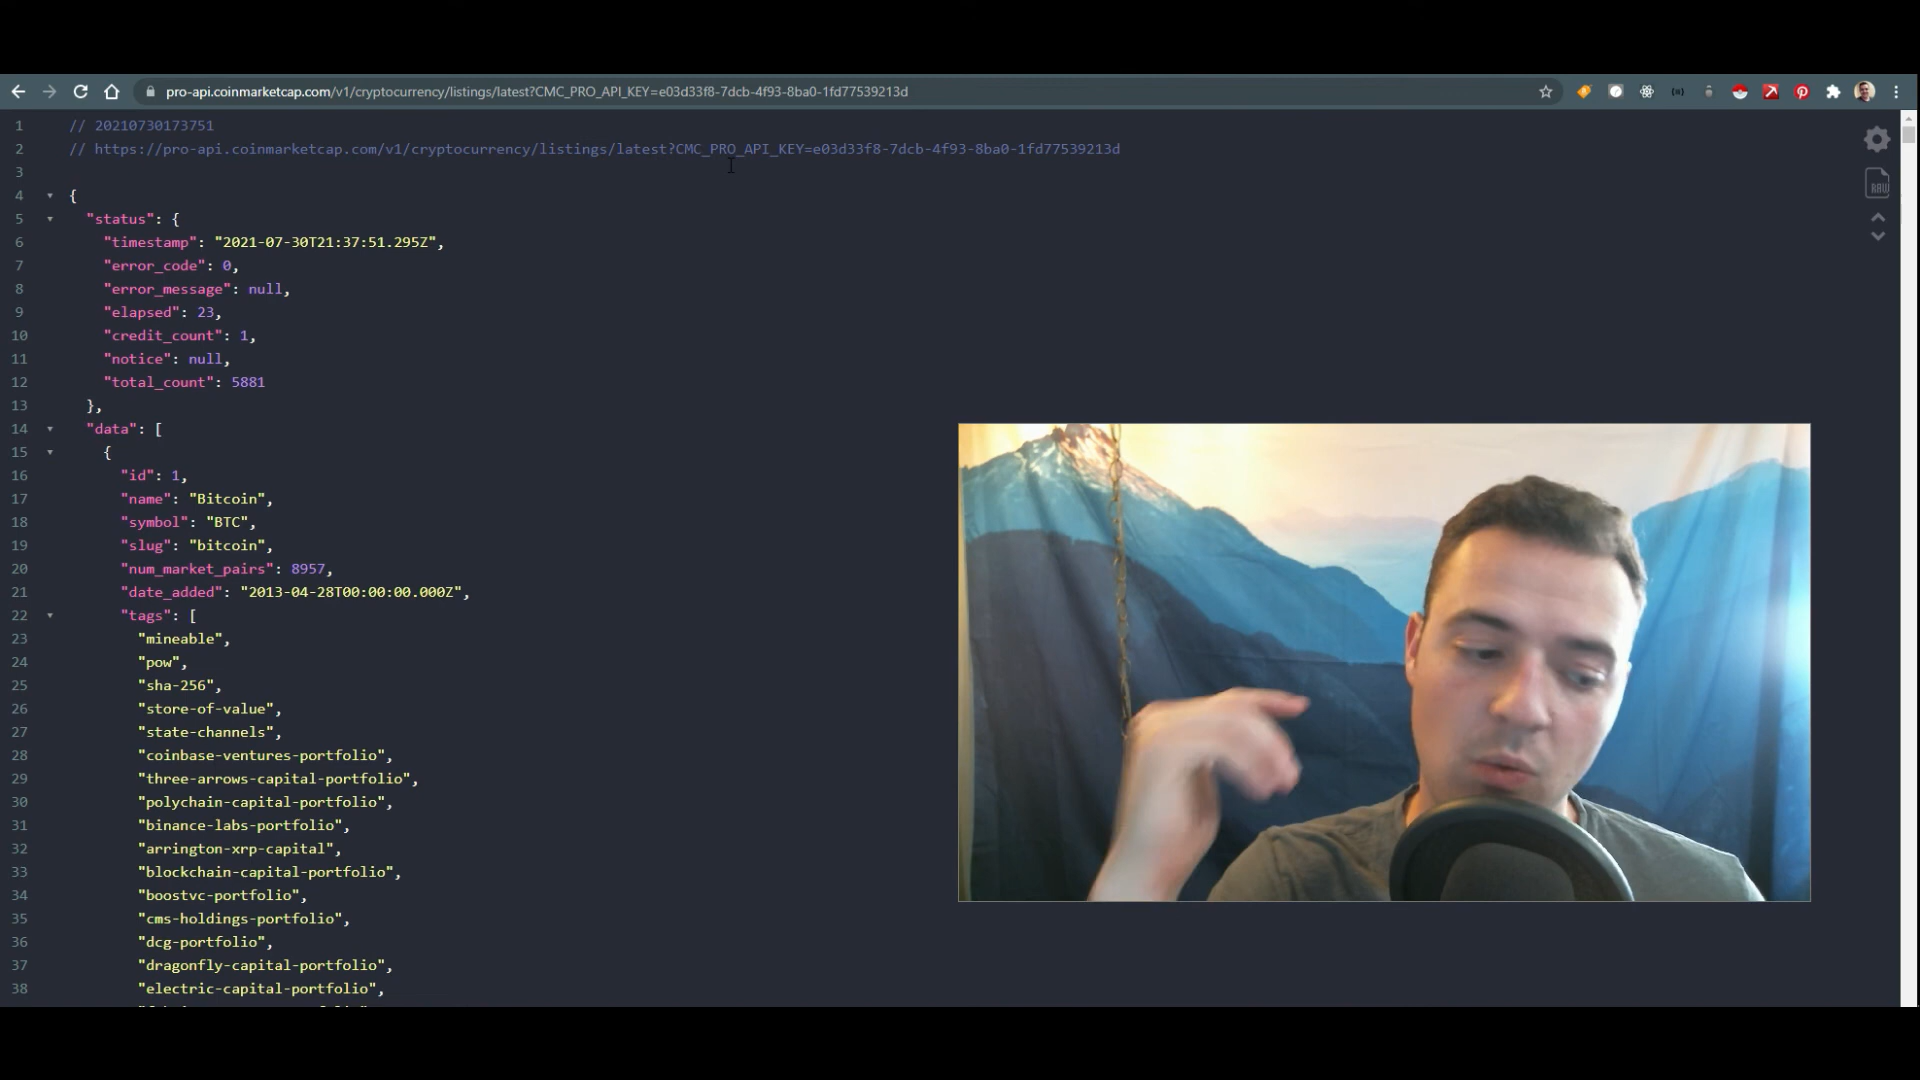 pro-api.coinmarketcap.com/v1/cryptocurrency/listings/latest?CMC_PRO_API_KEY=e03d33f8-7dcb-4f93-8ba0-1fd77539213d
1 // 20210730173751
2 // https://pro-api.coinmarketcap.com/v1/cryptocurrency/listings/latest?CMC_PRO_API_KEY=e03d33f8-7dcb-4f93-8ba0-1fd77539213d
3
4 {
5 "status": {
6 "timestamp": "2021-07-30T21:37:51.295Z",
7 "error_code": 0,
8 "error_message": null,
9 "elapsed": 23,
10 "credit_count": 1,
11 "notice": null,
12 "total_count": 5881
13 },
14 "data": [
15 {
16 "id": 1,
17 "name": "Bitcoin",
18 "symbol": "BTC",
19 "slug": "bitcoin",
20 "num_market_pairs": 8957,
21 "date_added": "2013-04-28T00:00:00.000Z",
22 "tags": [
23 "mineable",
24 "pow",
25 "sha-256",
26 "store-of-value",
27 "state-channels",
28 "coinbase-ventures-portfolio",
29 "three-arrows-capital-portfolio",
30 "polychain-capital-portfolio",
31 "binance-labs-portfolio",
32 "arrington-xrp-capital",
33 "blockchain-capital-portfolio",
34 "boostvc-portfolio",
35 "cms-holdings-portfolio",
36 "dcg-portfolio",
37 "dragonfly-capital-portfolio",
38 "electric-capital-portfolio",
RAW